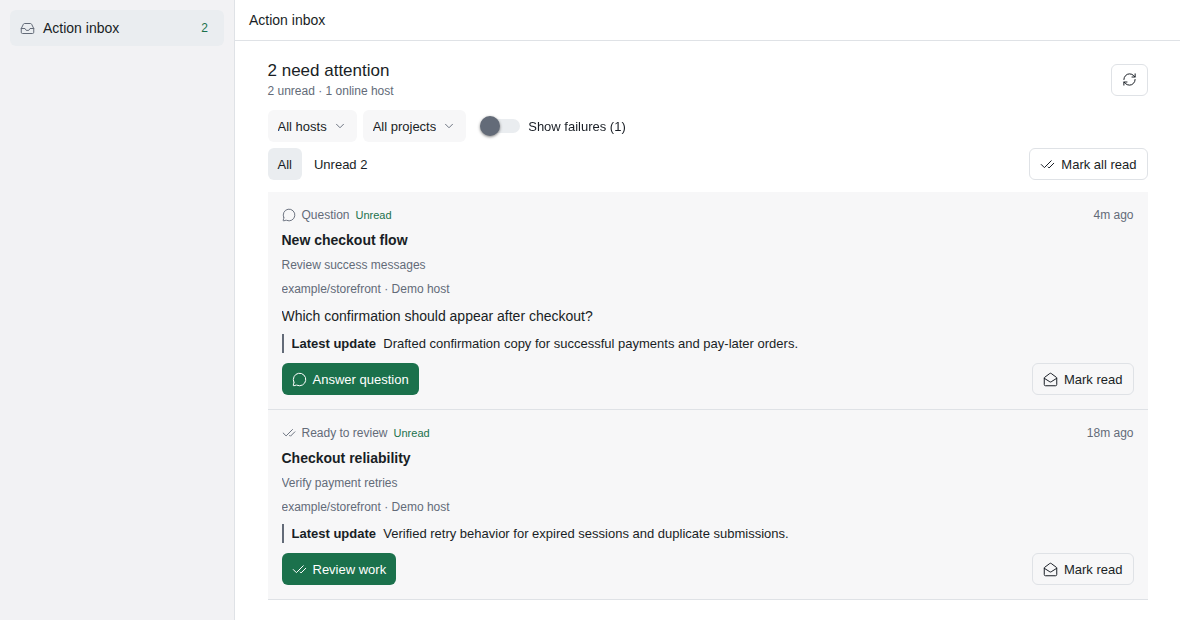 Action inbox 2
Action inbox
2 need attention
2 unread · 1 online host
All hosts All projects Show failures (1)
All Unread 2 Mark all read
Question Unread 4m ago
New checkout flow
Review success messages
example/storefront · Demo host
Which confirmation should appear after checkout?
Latest update Drafted confirmation copy for successful payments and pay-later orders.
Answer question Mark read
Ready to review Unread 18m ago
Checkout reliability
Verify payment retries
example/storefront · Demo host
Latest update Verified retry behavior for expired sessions and duplicate submissions.
Review work Mark read